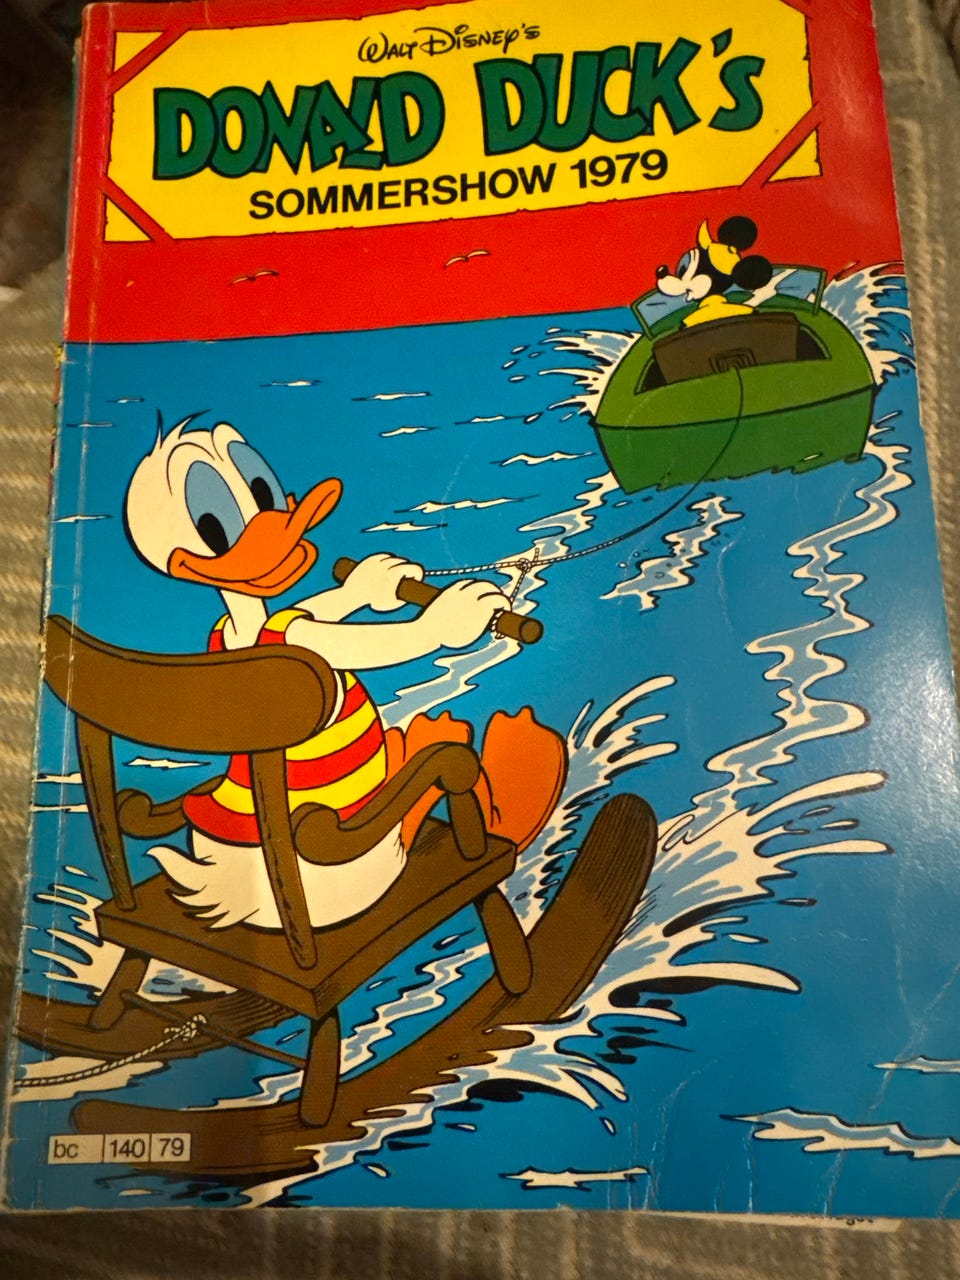 WALT DISNEY'S
DONALD DUCK's
SOMMERSHOW 1979
bc 140 79